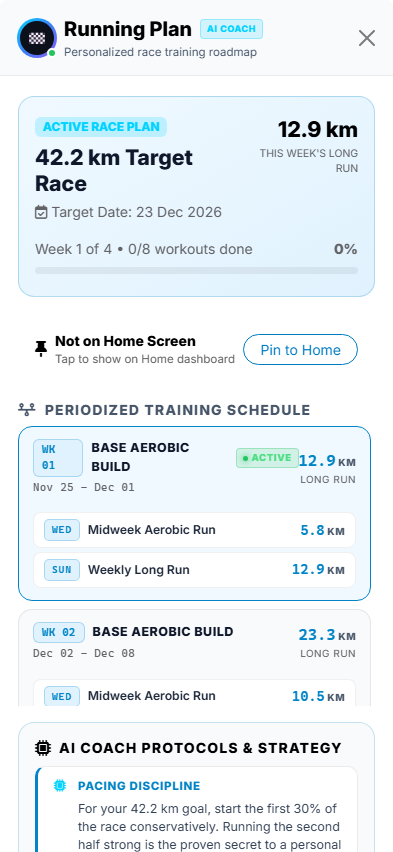 Running Plan AI COACH
Personalized race training roadmap
ACTIVE RACE PLAN
42.2 km Target
Race
Target Date: 23 Dec 2026
12.9 km
THIS WEEK'S LONG
RUN
Week 1 of 4 • 0/8 workouts done 0%
Not on Home Screen
Tap to show on Home dashboard
Pin to Home
PERIODIZED TRAINING SCHEDULE
WK
01
BASE AEROBIC
BUILD
ACTIVE
12.9 KM
LONG RUN
Nov 25 – Dec 01
WED Midweek Aerobic Run 5.8 KM
SUN Weekly Long Run 12.9 KM
WK 02 BASE AEROBIC BUILD 23.3 KM
Dec 02 – Dec 08 LONG RUN
WED Midweek Aerobic Run 10.5 KM
AI COACH PROTOCOLS & STRATEGY
PACING DISCIPLINE
For your 42.2 km goal, start the first 30% of
the race conservatively. Running the second
half strong is the proven secret to a personal